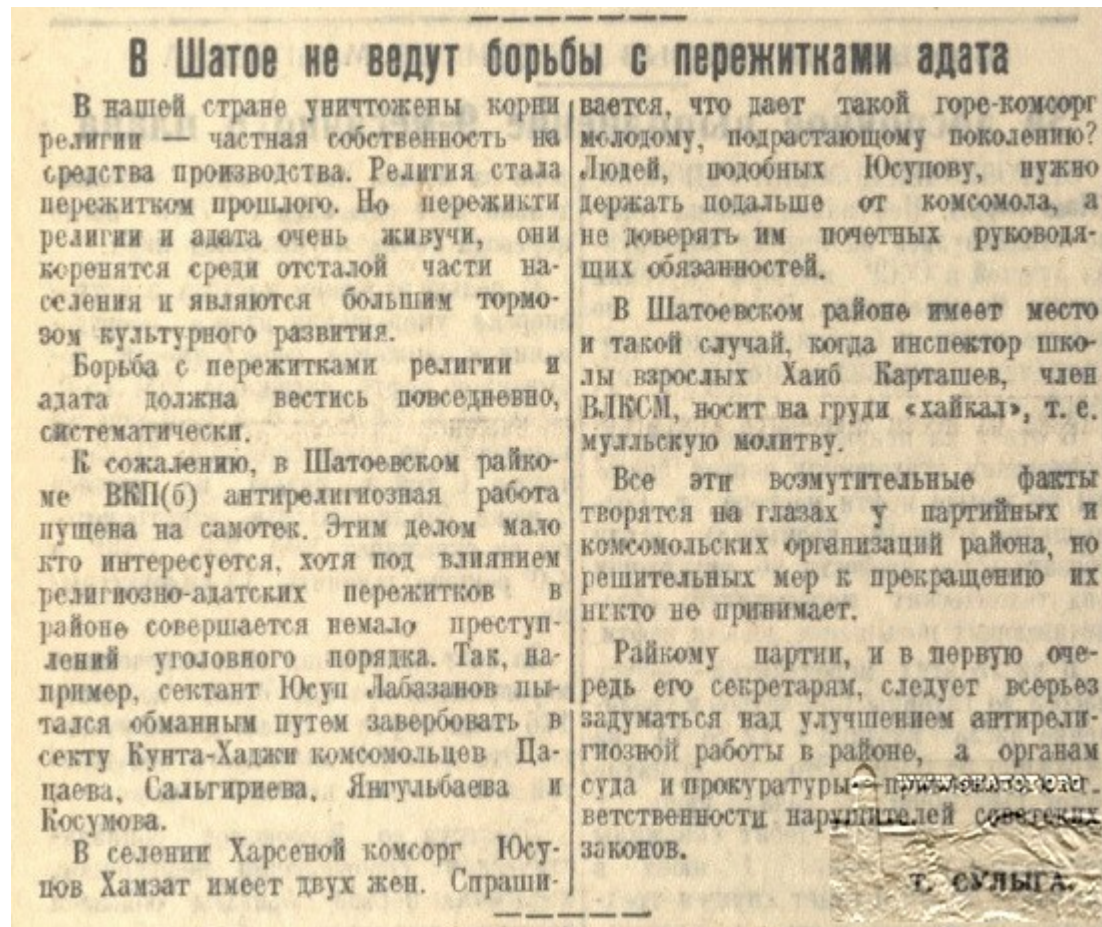 В Шатое не ведут борьбы с пережитками адата
В нашей стране уничтожены корни
религии — частная собственность на
средства производства. Религия стала
пережитком прошлого. Но пережикти
религии и адата очень живучи, они
коренятся среди отсталой части на-
селения и являются большим тормо-
зом культурного развития.
Борьба с пережитками религии и
адата должна вестись повседневно,
систематически.
К сожалению, в Шатоевском райко-
ме ВКП(б) антирелигиозная работа
пущена на самотек. Этим делом мало
кто интересуется, хотя под влиянием
религиозно-адатских пережитков в
районе совершается немало преступ-
лений уголовного порядка. Так, на-
пример, сектант Юсуп Лабазанов пы-
тался обманным путем завербовать в
секту Кунта-Хаджи комсомольцев Ца-
цаева, Сальгириева, Янгульбаева и
Косумова.
В селении Харсеной комсорг Юсу-
пов Хамзат имеет двух жен. Спраши-
вается, что дает такой горе-комсорг
молодому, подрастающему поколению?
Людей, подобных Юсупову, нужно
держать подальше от комсомола, а
не доверять им почетных руководя-
щих обязанностей.
В Шатоевском районе имеет место
и такой случай, когда инспектор шко-
лы взрослых Хаиб Карташев, член
ВЛКСМ, носит на груди «хайкал», т. е.
мулльскую молитву.
Все эти возмутительные факты
творятся на глазах у партийных и
комсомольских организаций района, но
решительных мер к прекращению их
никто не принимает.
Райкому партии, и в первую оче-
редь его секретарям, следует всерьез
задуматься над улучшением антирели-
гиозной работы в районе, а органам
суда и прокуратуры
ветственности нарушителей советских
законов.
WWW.SHATOY.ORG
Т. СУЛЫГА.